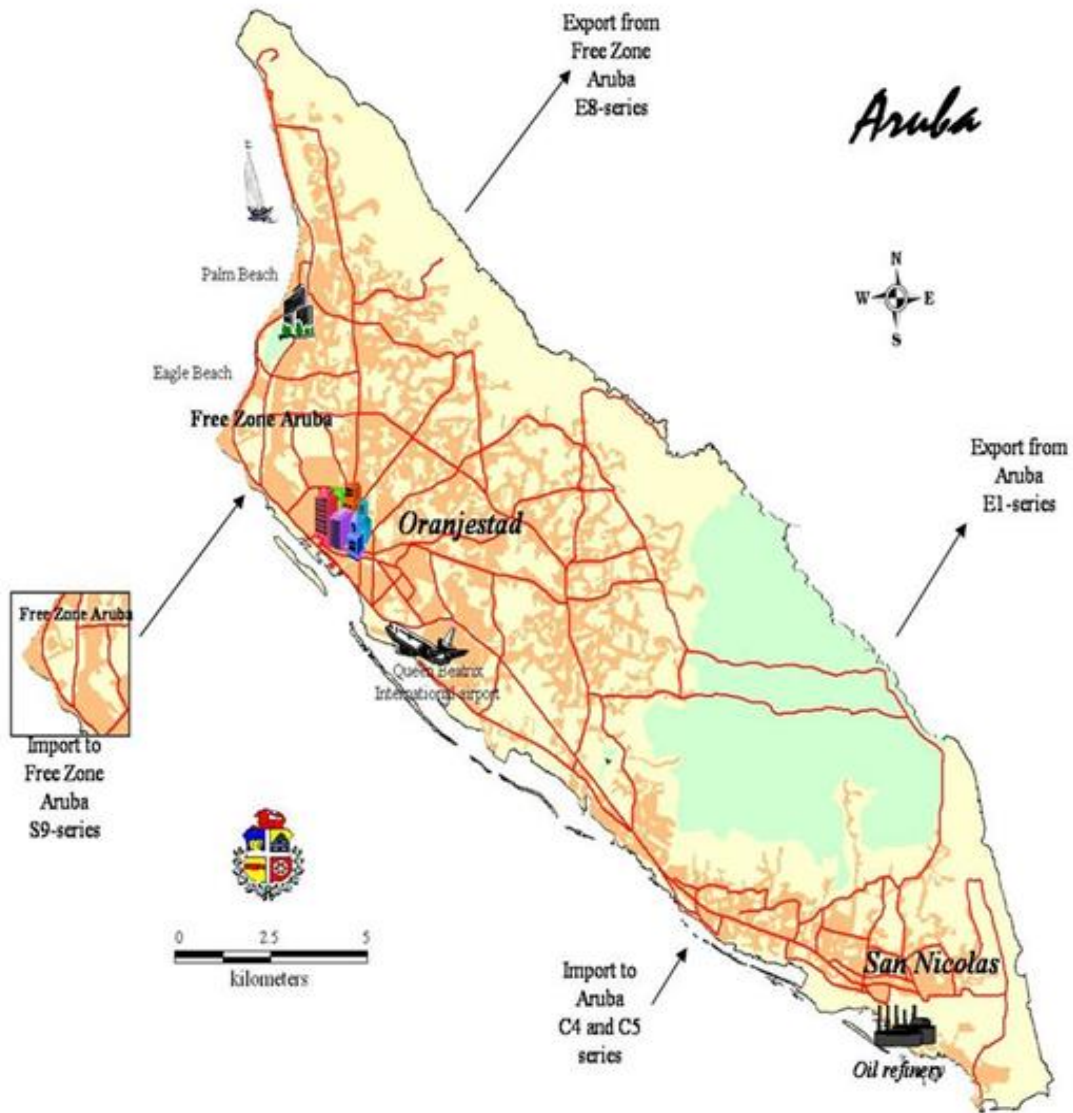 Export from
Free Zone
Aruba
E8-series
Aruba
N
W E
S
Palm Beach
Eagle Beach
Free Zone Aruba
Export from
Aruba
E1-series
Oranjestad
Free Zone Aruba
Queen Beatrix
International airport
Import to
Free Zone
Aruba
S9-series
0 2.5 5
kilometers
Import to
Aruba
C4 and C5
series
San Nicolas
Oil refinery